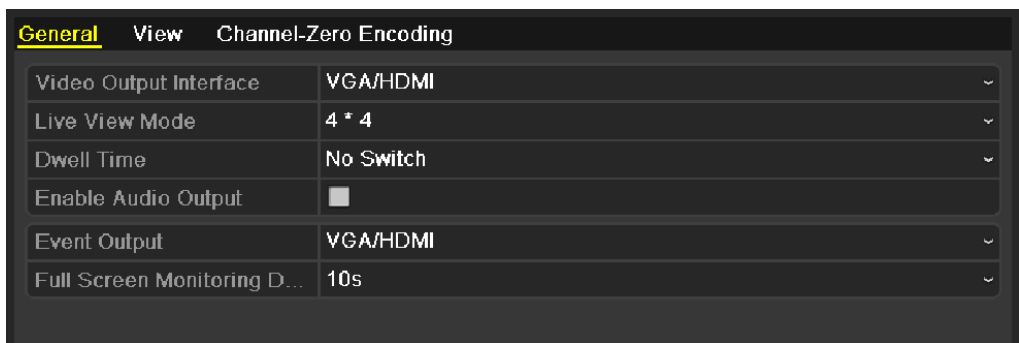 General View Channel-Zero Encoding
Video Output Interface VGA/HDMI
Live View Mode 4 * 4
Dwell Time No Switch
Enable Audio Output
Event Output VGA/HDMI
Full Screen Monitoring D... 10s